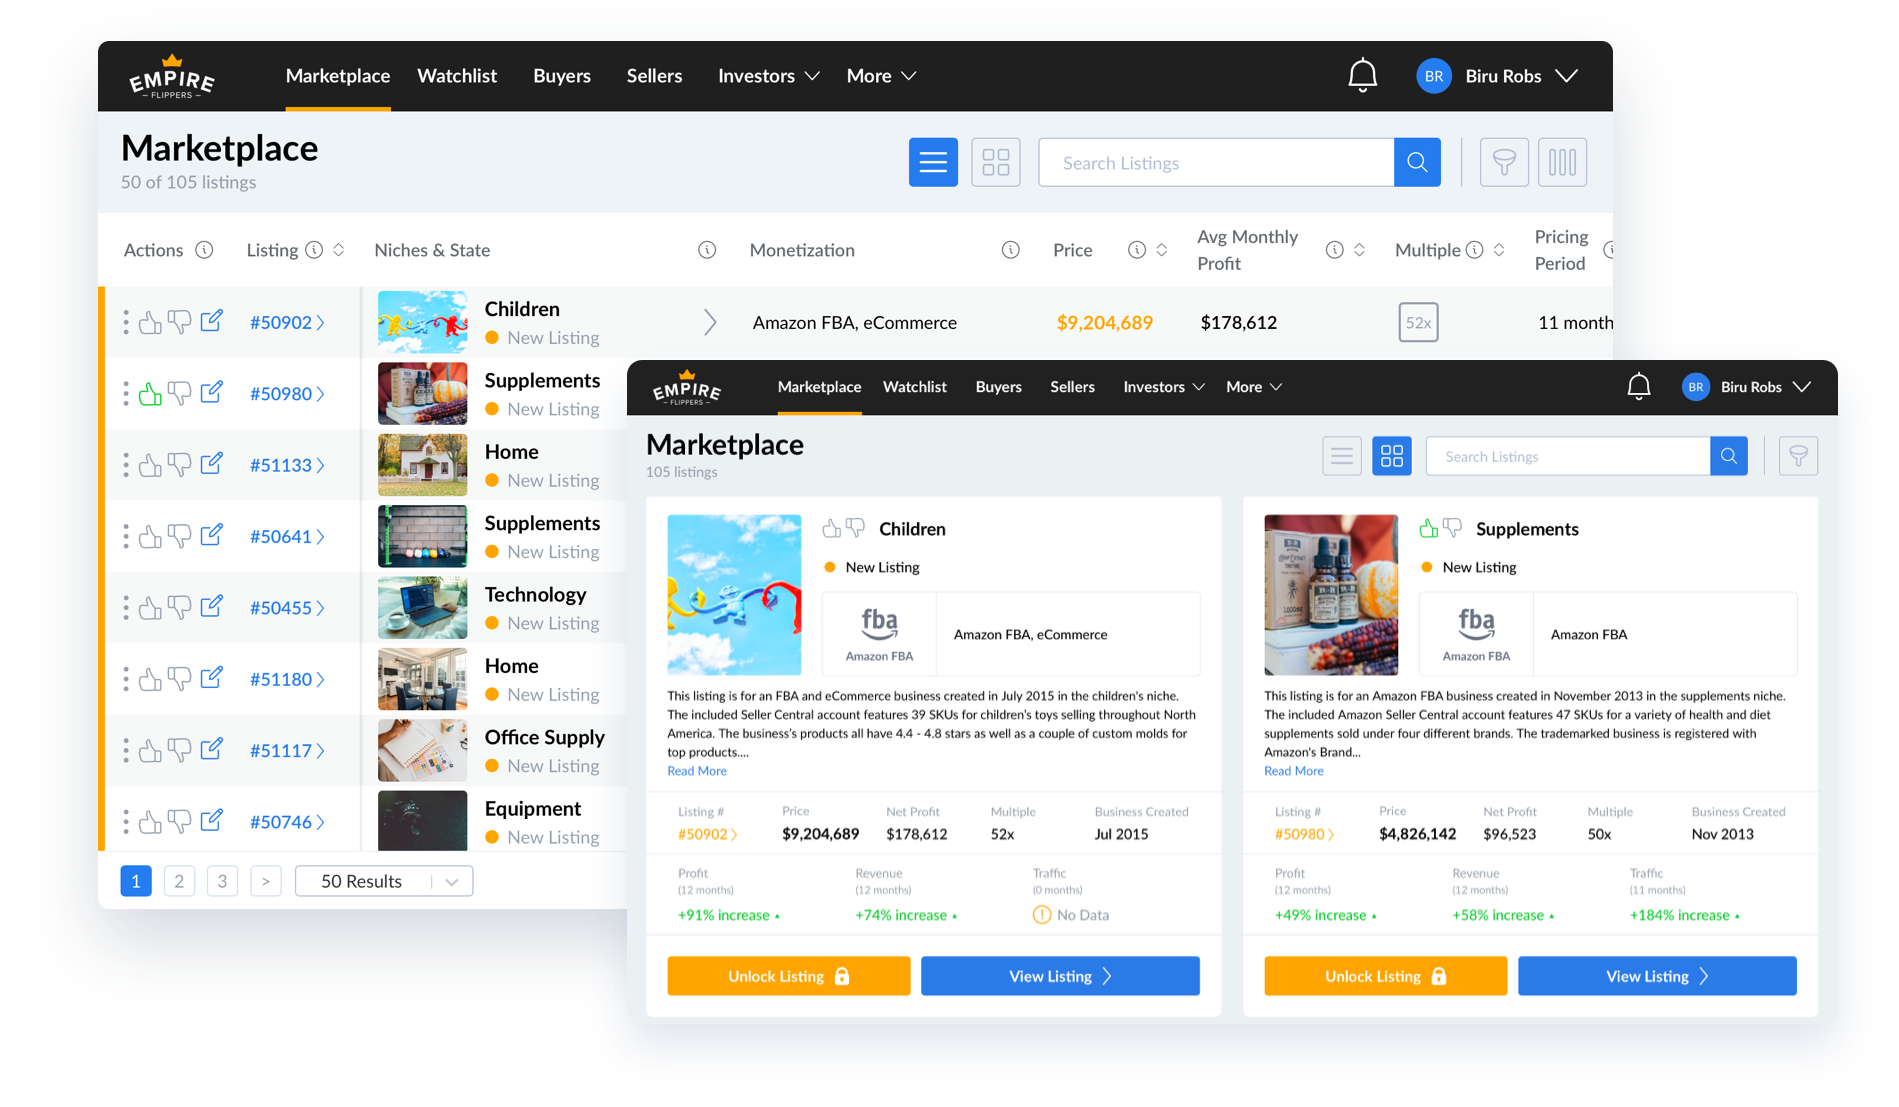 EMPIRE
– FLIPPERS –
Marketplace Watchlist Buyers Sellers Investors More
BR Biru Robs
Marketplace
50 of 105 listings
Search Listings
Actions Listing Niches & State Monetization Price Avg Monthly Profit Multiple Pricing Period
#50902 Children Amazon FBA, eCommerce $9,204,689 $178,612 52x 11 month
New Listing
#50980 Supplements
New Listing
#51133 Home
New Listing
#50641 Supplements
New Listing
#50455 Technology
New Listing
#51180 Home
New Listing
#51117 Office Supply
New Listing
#50746 Equipment
New Listing
1 2 3 > 50 Results
EMPIRE
– FLIPPERS –
Marketplace Watchlist Buyers Sellers Investors More
BR Biru Robs
Marketplace
105 listings
Search Listings
Children
New Listing
fba
Amazon FBA
Amazon FBA, eCommerce
This listing is for an FBA and eCommerce business created in July 2015 in the children's niche.
The included Seller Central account features 39 SKUs for children's toys selling throughout North
America. The business's products all have 4.4 - 4.8 stars as well as a couple of custom molds for
top products....
Read More
Listing # Price Net Profit Multiple Business Created
#50902 $9,204,689 $178,612 52x Jul 2015
Profit Revenue Traffic
(12 months) (12 months) (0 months)
+91% increase +74% increase No Data
Unlock Listing View Listing
Supplements
New Listing
fba
Amazon FBA
Amazon FBA
This listing is for an Amazon FBA business created in November 2013 in the supplements niche.
The included Amazon Seller Central account features 47 SKUs for a variety of health and diet
supplements sold under four different brands. The trademarked business is registered with
Amazon's Brand...
Read More
Listing # Price Net Profit Multiple Business Created
#50980 $4,826,142 $96,523 50x Nov 2013
Profit Revenue Traffic
(12 months) (12 months) (11 months)
+49% increase +58% increase +184% increase
Unlock Listing View Listing